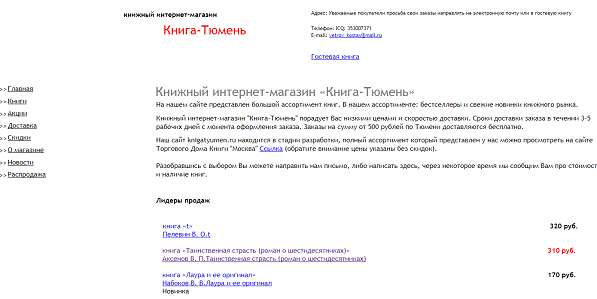 книжный интернет-магазин
Книга-Тюмень
Адрес: Уважаемые покупатели просьба свои заказы направлять на электронную почту или в гостевую книгу
Телефон: ICQ: 353007371
E-mail: vetrov_kostay@mail.ru
Гостевая книга
>> Главная
>> Книги
>> Акции
>> Доставка
>> Скидки
>> О магазине
>> Новости
>> Распродажа
Книжный интернет-магазин «Книга-Тюмень»
На нашем сайте представлен большой ассортимент книг. В нашем ассортименте: бестселлеры и свежие новинки книжного рынка.
Книжный интернет-магазин "Книга-Тюмень" порадует Вас низкими ценами и скоростью доставки. Сроки доставки заказа в течении 3-5
рабочих дней с момента оформления заказа. Заказы на сумму от 500 рублей по Тюмени доставляются бесплатно.
Наш сайт knigatyumen.ru находится в стадии разработки, полный ассортимент который представлен у нас можно просмотреть на сайте
Торгового Дома Книги "Москва" Ссылка (обратите внимание цены указаны без скидок).
Разобравшись с выбором Вы можете направить нам письмо, либо написать здесь, через некоторое время мы сообщим Вам про стоимост
и наличие книг.
Лидеры продаж
книга «t» 320 руб.
Пелевин В. О.t
книга «Таинственная страсть (роман о шестидесятниках)» 310 руб.
Аксенов В. П.Таинственная страсть (роман о шестидесятниках)
книга «Лаура и ее оригинал» 170 руб.
Набоков В. В.Лаура и ее оригинал
Новинка